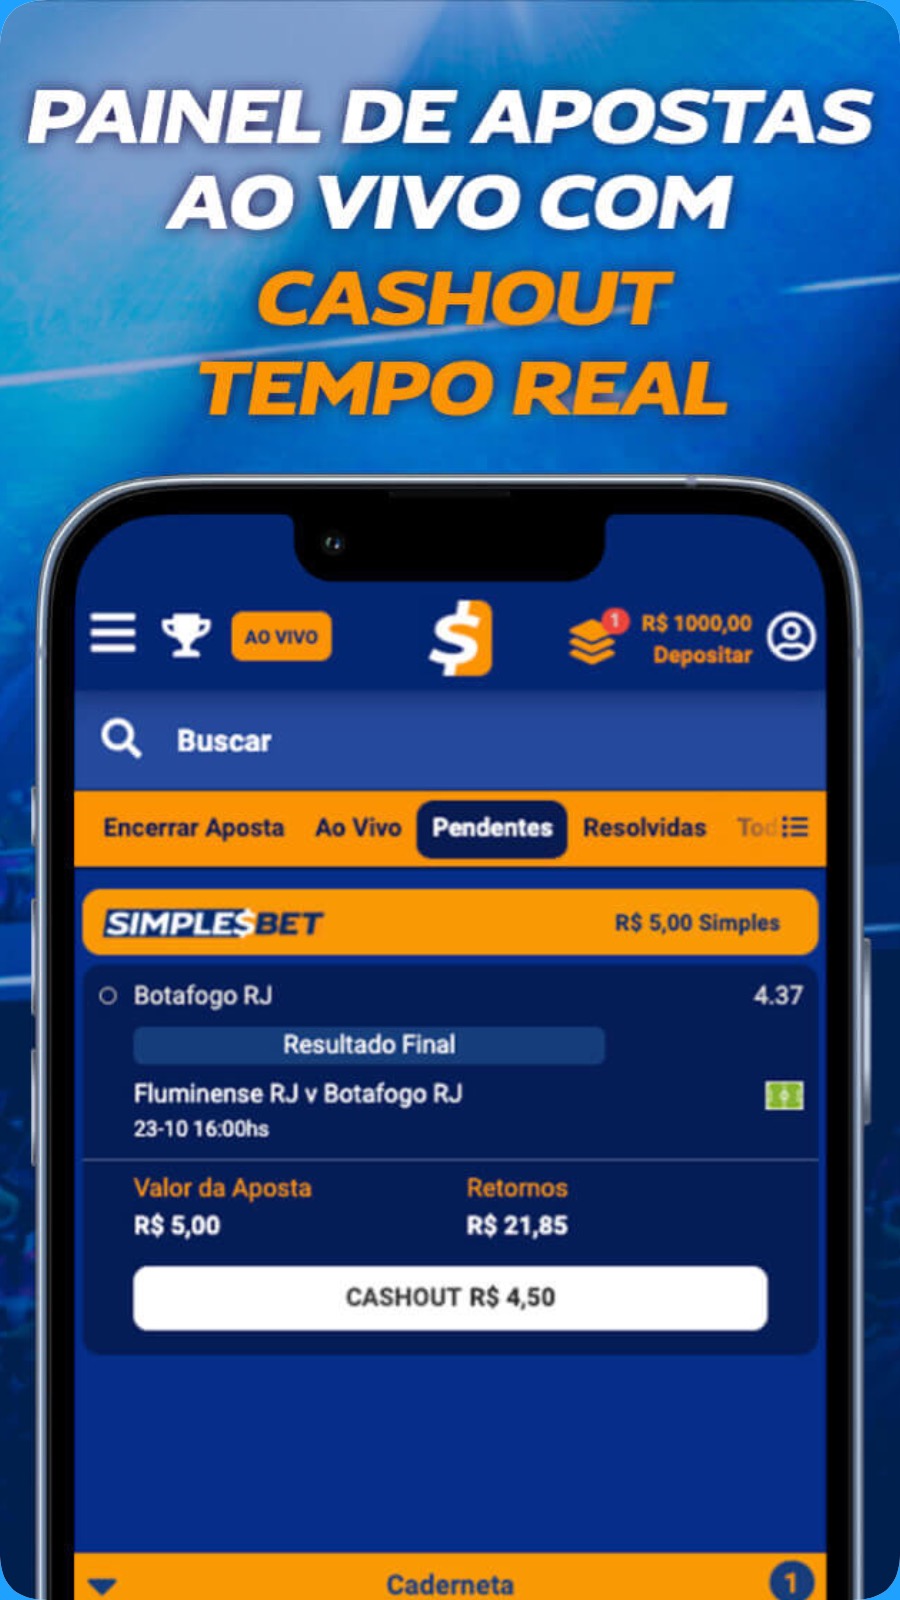 PAINEL DE APOSTAS
AO VIVO COM
CASHOUT
TEMPO REAL
AO VIVO
$
1
R$ 1000,00
Depositar
Buscar
Encerrar Aposta Ao Vivo Pendentes Resolvidas Tod
SIMPLE$BET R$ 5,00 Simples
Botafogo RJ 4.37
Resultado Final
Fluminense RJ v Botafogo RJ
23-10 16:00hs
Valor da Aposta Retornos
R$ 5,00 R$ 21,85
CASHOUT R$ 4,50
Caderneta 1